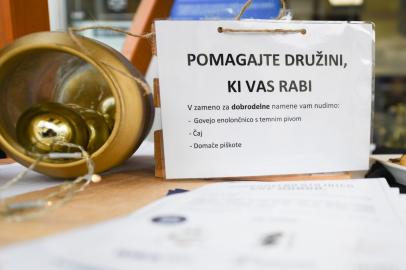 POMAGAJTE DRUŽINI,
KI VAS RABI
V zameno za dobrodelne namene vam nudimo:
- Govejo enolončnico s temnim pivom
- Čaj
- Domače piškote